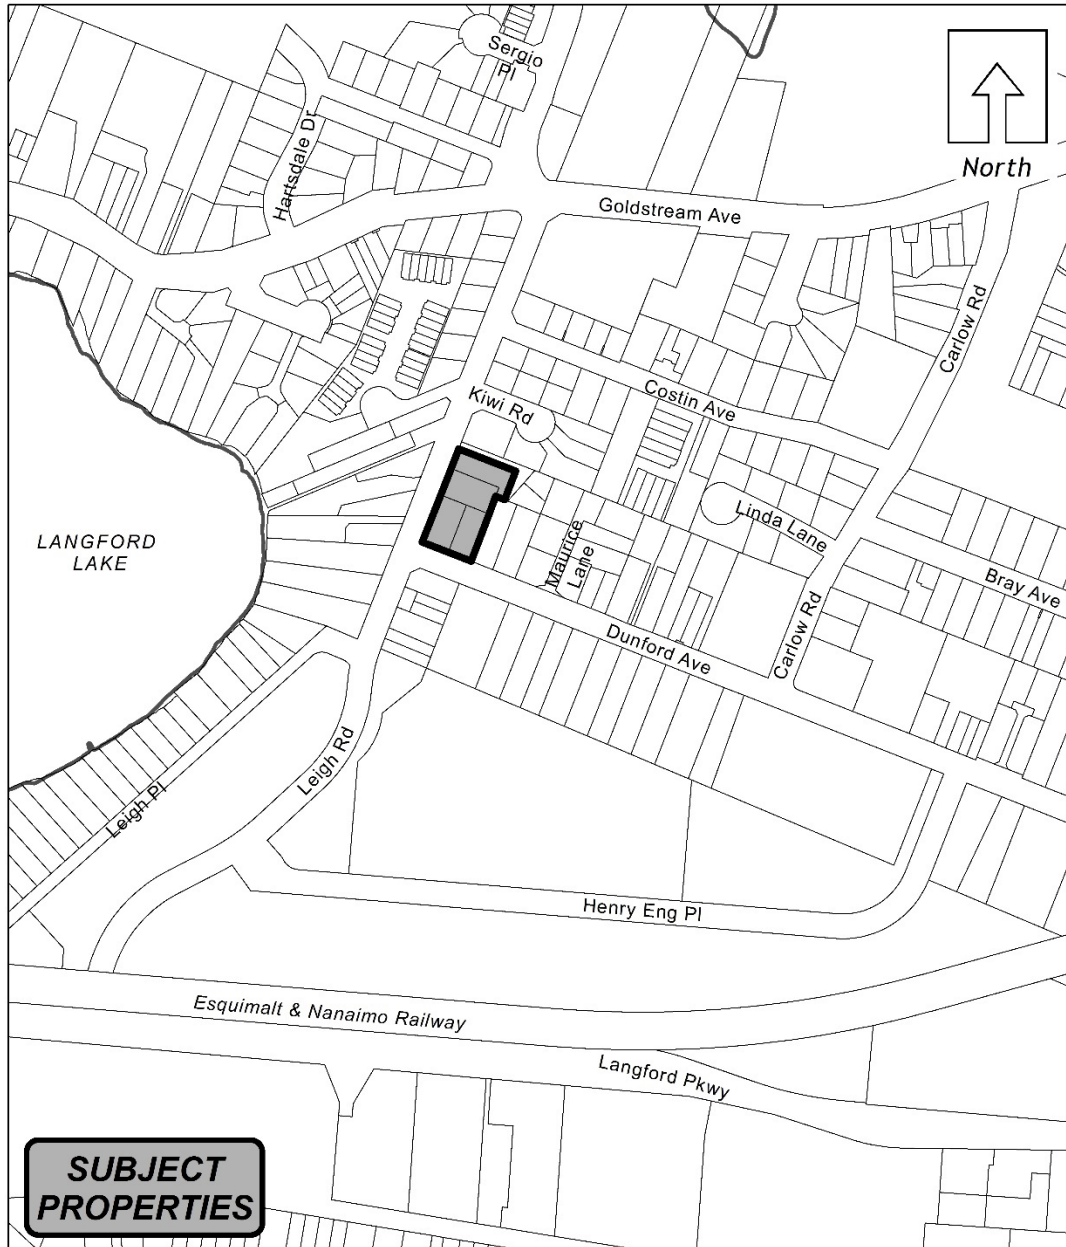 Sergio
Pl
Hartsdale Dr
North
Goldstream Ave
Carlow Rd
Costin Ave
Kiwi Rd
LANGFORD
LAKE
Linda Lane
Maurice
Lane
Bray Ave
Dunford Ave
Carlow Rd
Leigh Rd
Leigh Pl
Henry Eng Pl
Esquimalt & Nanaimo Railway
Langford Pkwy
SUBJECT
PROPERTIES